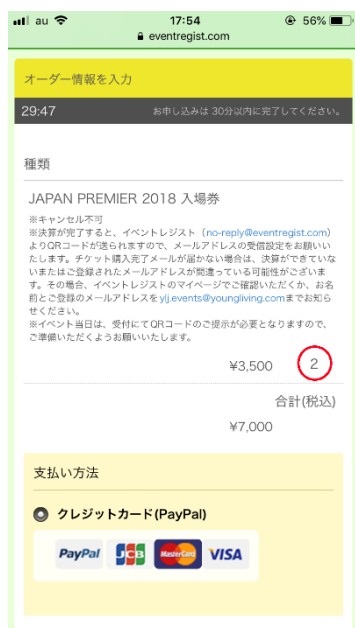 au 17:54 56%
eventregist.com
オーダー情報を入力
29:47 お申し込みは 30分以内に完了してください。
種類
JAPAN PREMIER 2018 入場券
※キャンセル不可
※決算が完了すると、イベントレジスト（no-reply@eventregist.com）
よりQRコードが送られますので、メールアドレスの受信設定をお願いい
たします。チケット購入完了メールが届かない場合は、決算ができていな
いまたはご登録されたメールアドレスが間違っている可能性がございま
す。その場合、イベントレジストのマイページでご確認いただくか、お名
前とご登録のメールアドレスを ylj.events@youngliving.comまでお知ら
せください。
※イベント当日は、受付にてQRコードのご提示が必要となりますので、
ご準備いただくようお願いいたします。
¥3,500 2
合計(税込)
¥7,000
支払い方法
クレジットカード(PayPal)
PayPal JCB MasterCard VISA